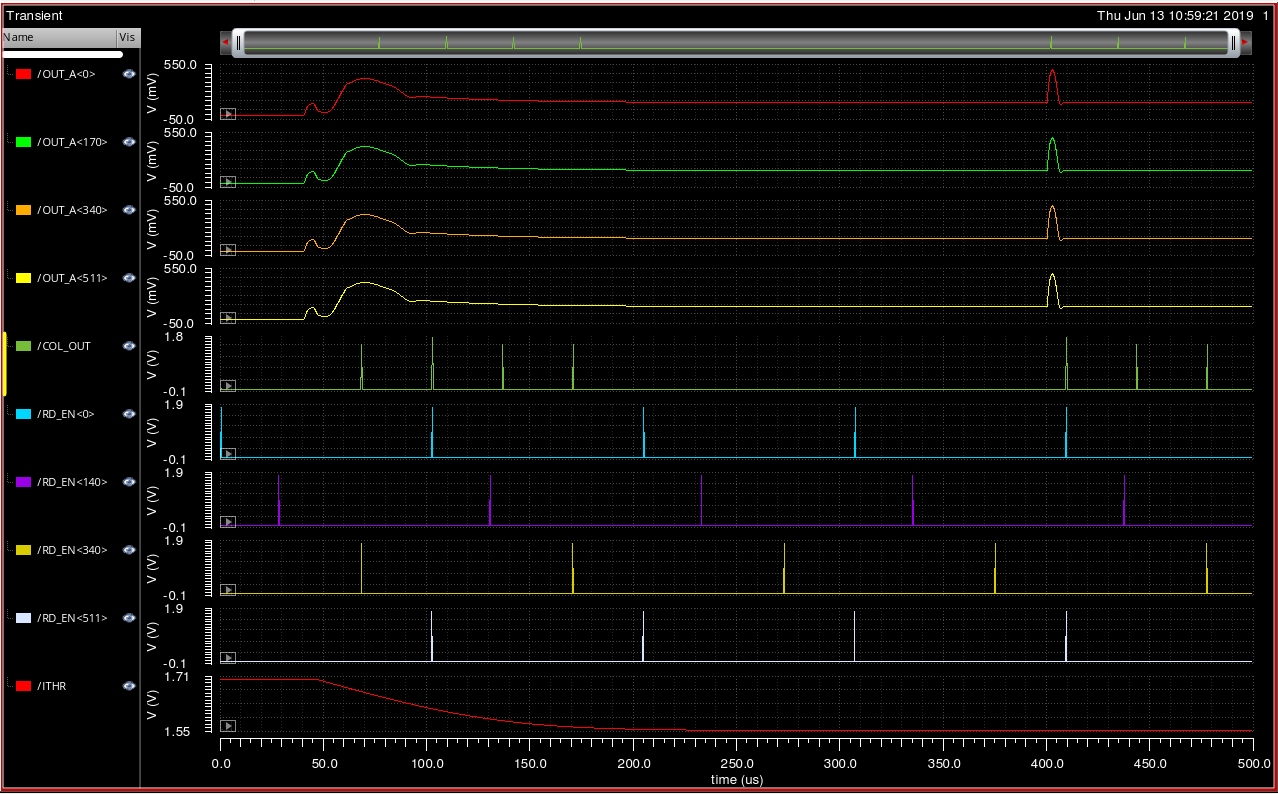 Transient Thu Jun 13 10:59:21 2019 1
Name Vis
/OUT_A<0> V (mV) 550.0
-50.0
/OUT_A<170> V (mV) 550.0
-50.0
/OUT_A<340> V (mV) 550.0
-50.0
/OUT_A<511> V (mV) 550.0
-50.0
/COL_OUT V (V) 1.8
-0.1
/RD_EN<0> V (V) 1.9
-0.1
/RD_EN<140> V (V) 1.9
-0.1
/RD_EN<340> V (V) 1.9
-0.1
/RD_EN<511> V (V) 1.9
-0.1
/ITHR V (V) 1.71
1.55
0.0 50.0 100.0 150.0 200.0 250.0 300.0 350.0 400.0 450.0 500.0
time (us)